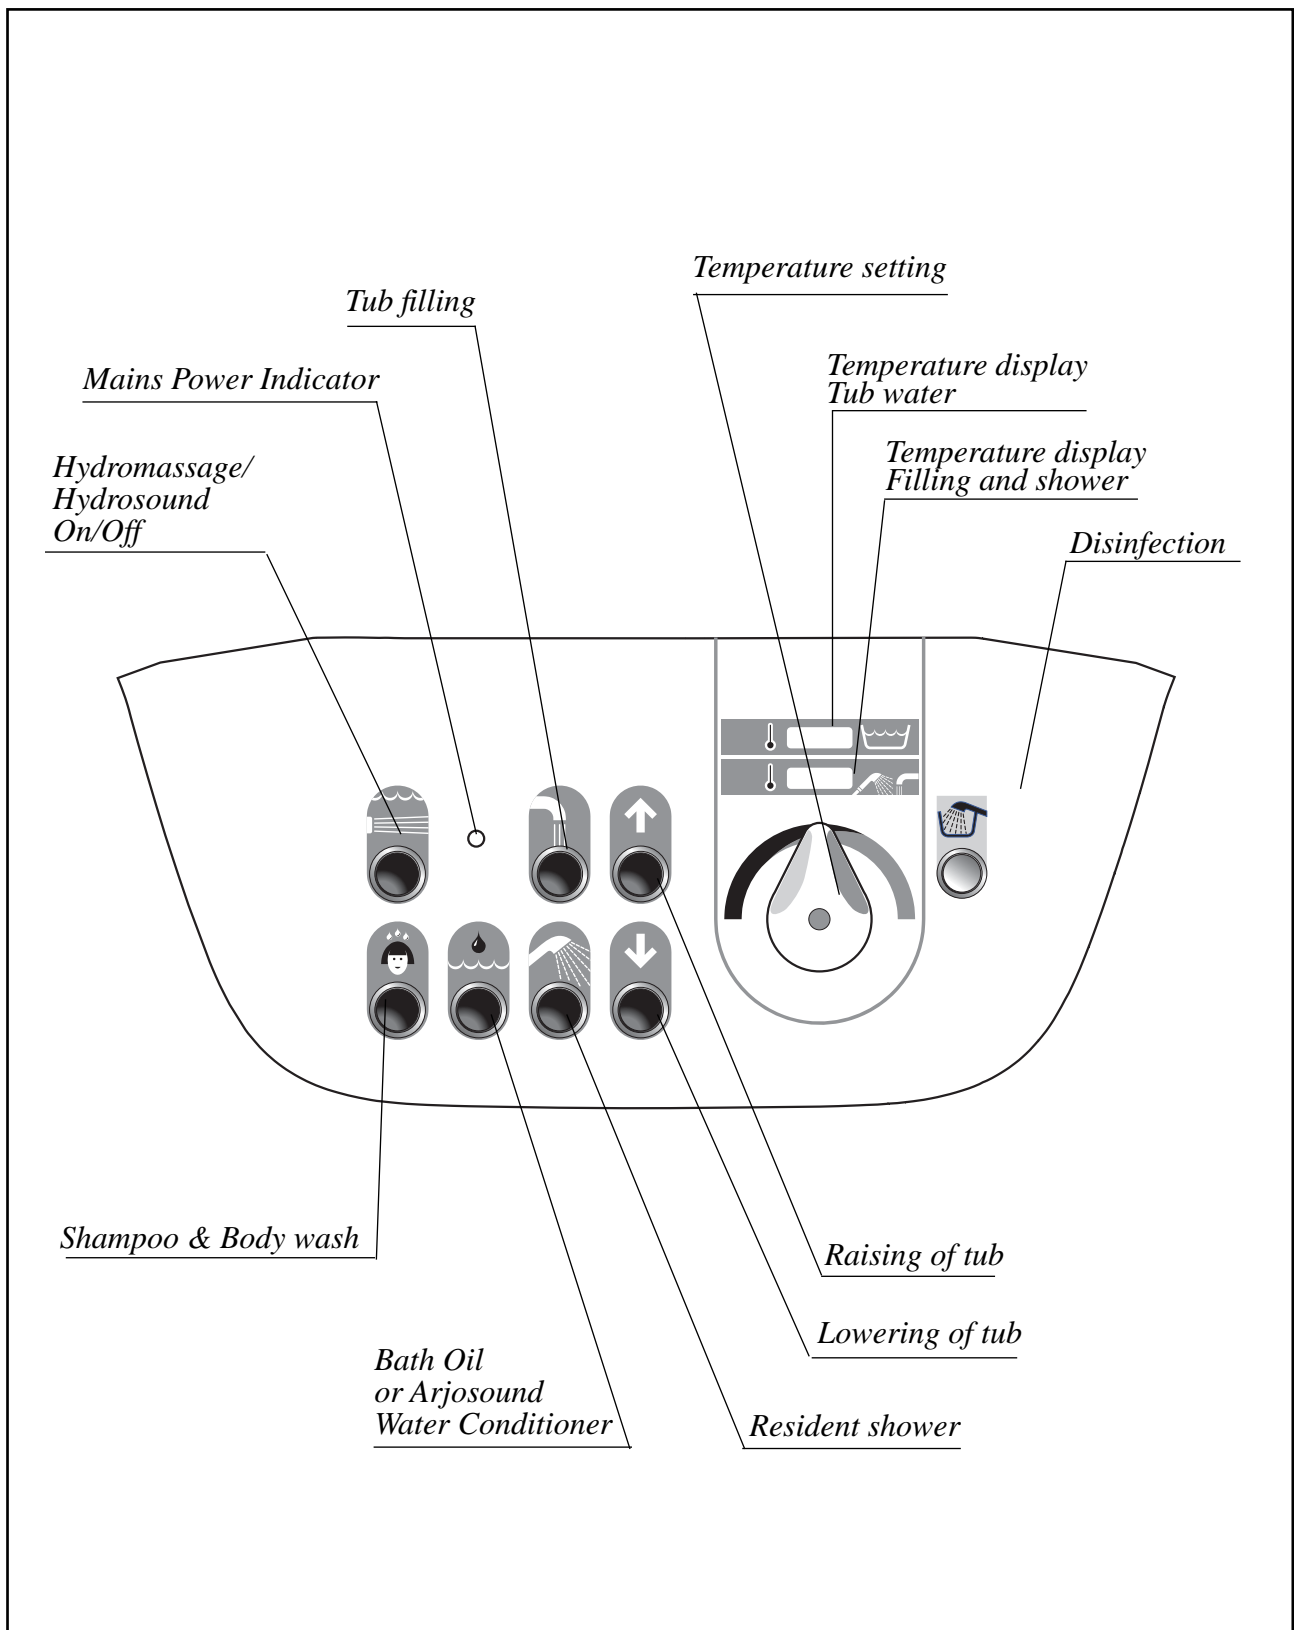 Temperature setting
Tub filling
Temperature display
Tub water
Mains Power Indicator
Temperature display
Filling and shower
Hydromassage/
Hydrosound
On/Off
Disinfection
Shampoo & Body wash
Raising of tub
Lowering of tub
Bath Oil
or Arjosound
Water Conditioner
Resident shower